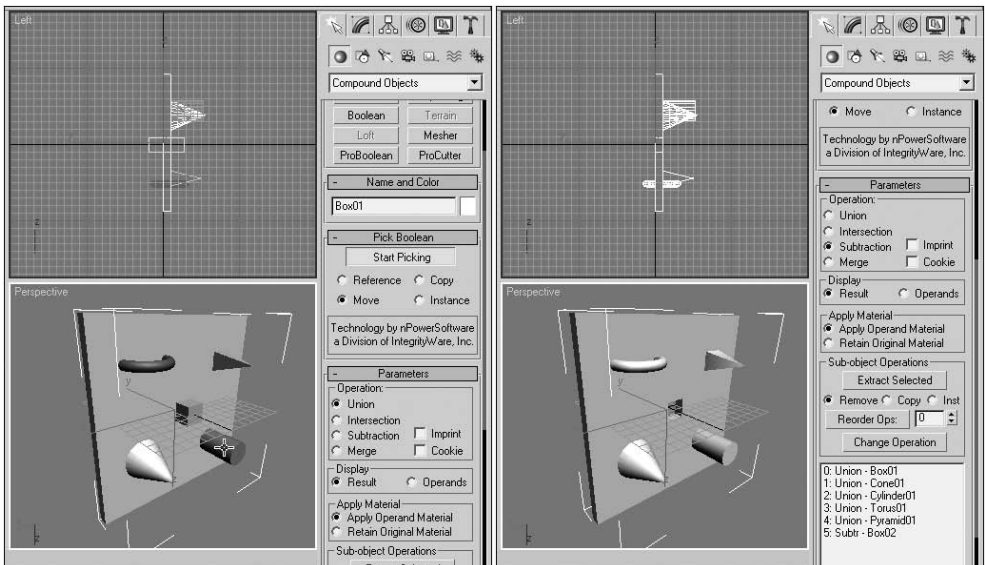 Left
Compound Objects
Boolean
Terrain
Loft
Mesher
ProBoolean
ProCutter
- Name and Color
Box01
- Pick Boolean
Start Picking
Reference Copy
Move Instance
Technology by nPowerSoftware
a Division of IntegrityWare, Inc.
- Parameters
Operation:
Union
Intersection
Subtraction Imprint
Merge Cookie
Display
Result Operands
Apply Material
Apply Operand Material
Retain Original Material
Sub-object Operations
z
Perspective
y
z
Left
Compound Objects
Move Instance
Technology by nPowerSoftware
a Division of IntegrityWare, Inc.
- Parameters
Operation:
Union
Intersection
Subtraction Imprint
Merge Cookie
Display
Result Operands
Apply Material
Apply Operand Material
Retain Original Material
Sub-object Operations
Extract Selected
Remove Copy Inst
Reorder Ops: 0
Change Operation
0: Union - Box01
1: Union - Cone01
2: Union - Cylinder01
3: Union - Torus01
4: Union - Pyramid01
5: Subtr - Box02
z
Perspective
y
z